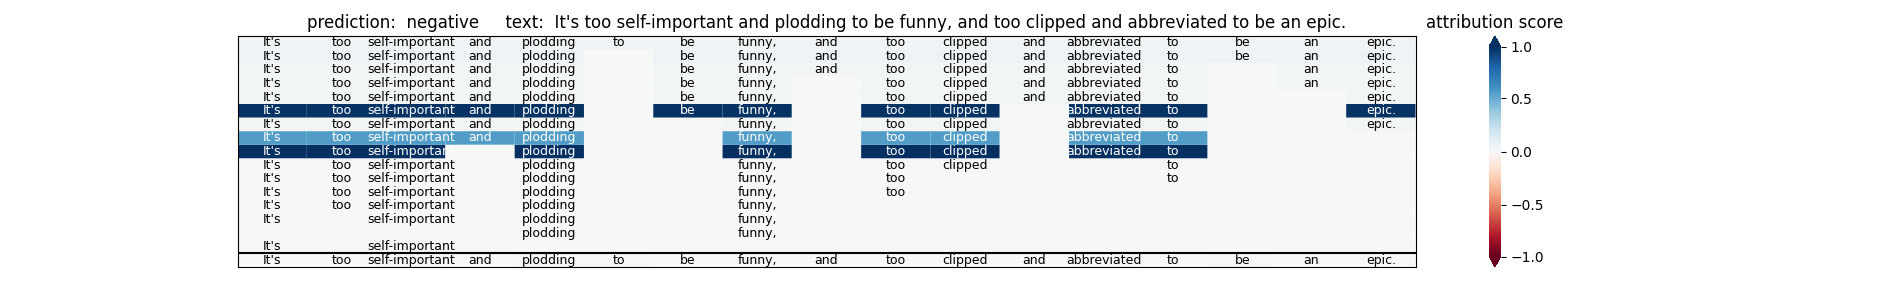 prediction:  negative     text:  It's too self-important and plodding to be funny, and too clipped and abbreviated to be an epic.     attribution score
It's too self-important and plodding to be funny, and too clipped and abbreviated to be an epic.
It's too self-important and plodding be funny, and too clipped and abbreviated to be an epic.
It's too self-important and plodding be funny, and too clipped and abbreviated to an epic.
It's too self-important and plodding be funny, too clipped and abbreviated to an epic.
It's too self-important and plodding be funny, too clipped and abbreviated to epic.
It's too self-important and plodding be funny, too clipped abbreviated to epic.
It's too self-important and plodding funny, too clipped abbreviated to epic.
It's too self-important and plodding funny, too clipped abbreviated to
It's too self-importan plodding funny, too clipped abbreviated to
It's too self-important plodding funny, too clipped to
It's too self-important plodding funny, too to
It's too self-important plodding funny, too
It's too self-important plodding funny,
It's self-important plodding funny,
plodding funny,
It's self-important
It's too self-important and plodding to be funny, and too clipped and abbreviated to be an epic.
1.0
0.5
0.0
−0.5
−1.0